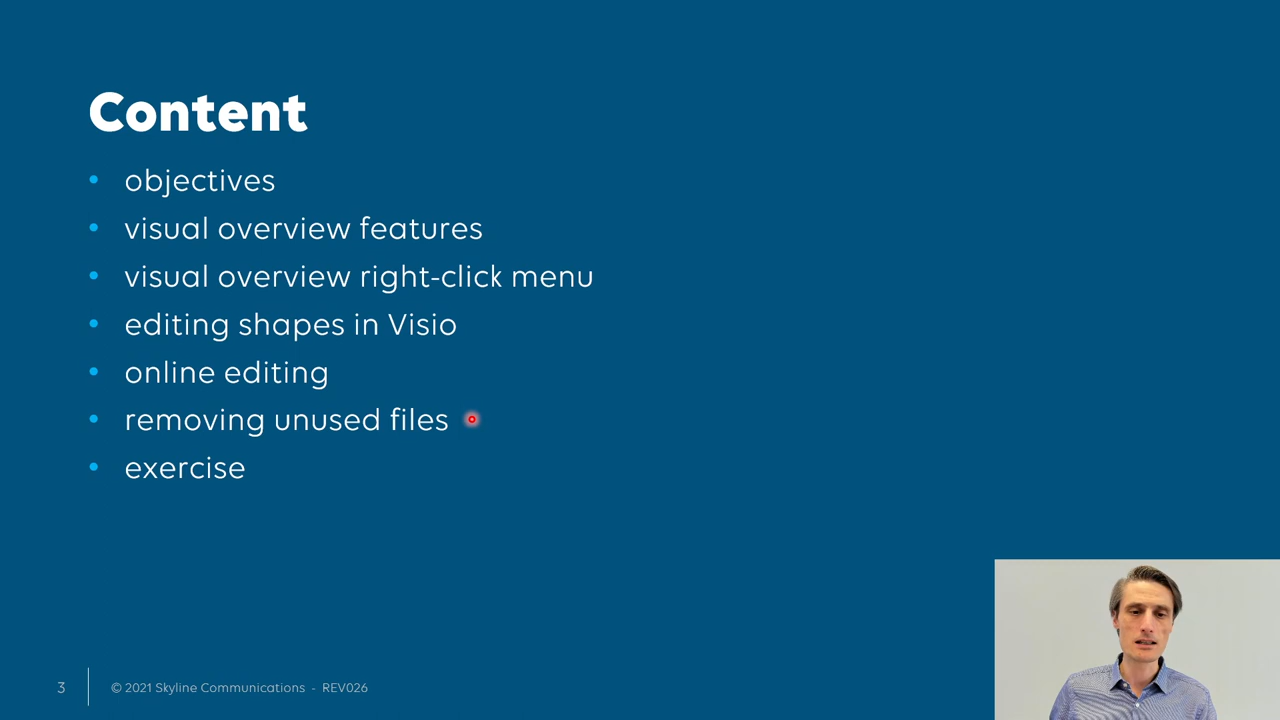 Content
• objectives
• visual overview features
• visual overview right-click menu
• editing shapes in Visio
• online editing
• removing unused files
• exercise
3
© 2021 Skyline Communications - REV026